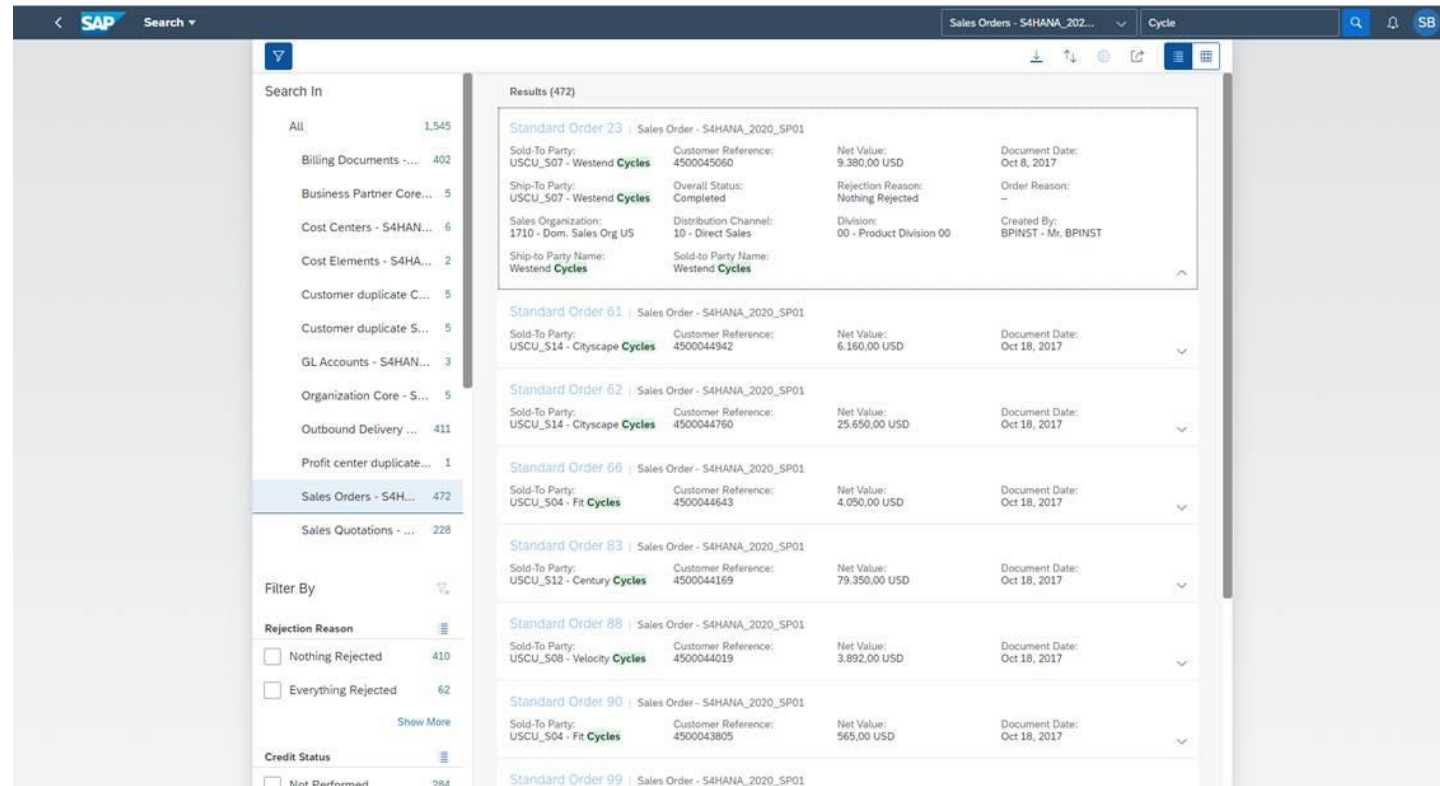 SAP Search
Sales Orders - S4HANA_202... Cycle SB
Search In
All 1,545
Billing Documents -... 402
Business Partner Core... 5
Cost Centers - S4HAN... 6
Cost Elements - S4HA... 2
Customer duplicate C... 5
Customer duplicate S... 5
GL Accounts - S4HAN... 3
Organization Core - S... 5
Outbound Delivery ... 411
Profit center duplicate... 1
Sales Orders - S4H... 472
Sales Quotations - ... 228
Filter By
Rejection Reason
Nothing Rejected 410
Everything Rejected 62
Show More
Credit Status
Not Performed 284
Results (472)
Standard Order 23 | Sales Order - S4HANA_2020_SP01
Sold-To Party: Customer Reference: Net Value: Document Date:
USCU_S07 - Westend Cycles 4500045060 9.380,00 USD Oct 8, 2017
Ship-To Party: Overall Status: Rejection Reason: Order Reason:
USCU_S07 - Westend Cycles Completed Nothing Rejected –
Sales Organization: Distribution Channel: Division: Created By:
1710 - Dom. Sales Org US 10 - Direct Sales 00 - Product Division 00 BPINST - Mr. BPINST
Ship-to Party Name: Sold-to Party Name:
Westend Cycles Westend Cycles
Standard Order 61 | Sales Order - S4HANA_2020_SP01
Sold-To Party: Customer Reference: Net Value: Document Date:
USCU_S14 - Cityscape Cycles 4500044942 6.160,00 USD Oct 18, 2017
Standard Order 62 | Sales Order - S4HANA_2020_SP01
Sold-To Party: Customer Reference: Net Value: Document Date:
USCU_S14 - Cityscape Cycles 4500044760 25.650,00 USD Oct 18, 2017
Standard Order 66 | Sales Order - S4HANA_2020_SP01
Sold-To Party: Customer Reference: Net Value: Document Date:
USCU_S04 - Fit Cycles 4500044643 4.050,00 USD Oct 18, 2017
Standard Order 83 | Sales Order - S4HANA_2020_SP01
Sold-To Party: Customer Reference: Net Value: Document Date:
USCU_S12 - Century Cycles 4500044169 79.350,00 USD Oct 18, 2017
Standard Order 88 | Sales Order - S4HANA_2020_SP01
Sold-To Party: Customer Reference: Net Value: Document Date:
USCU_S08 - Velocity Cycles 4500044019 3.892,00 USD Oct 18, 2017
Standard Order 90 | Sales Order - S4HANA_2020_SP01
Sold-To Party: Customer Reference: Net Value: Document Date:
USCU_S04 - Fit Cycles 4500043805 565,00 USD Oct 18, 2017
Standard Order 99 | Sales Order - S4HANA_2020_SP01